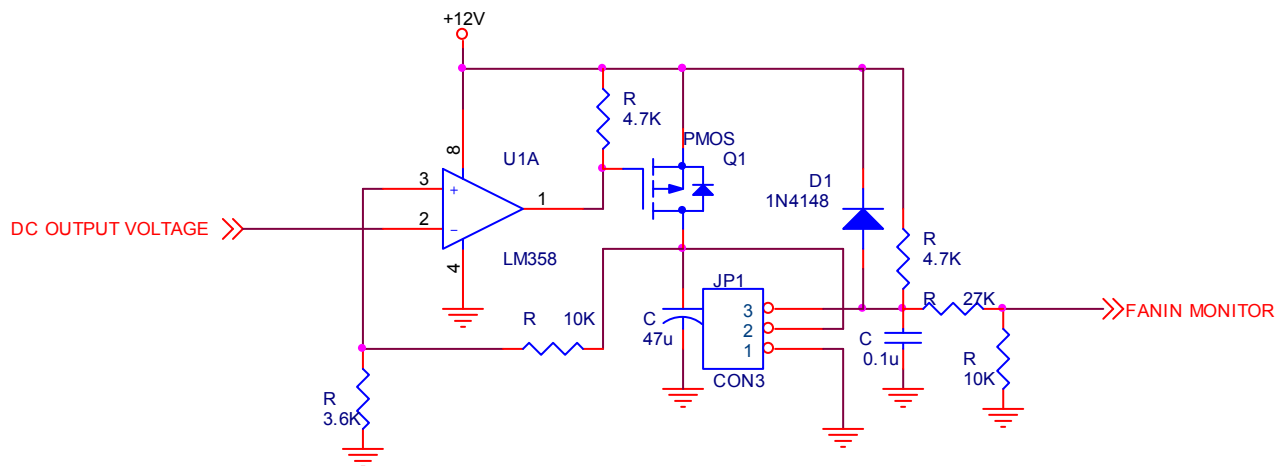 +12V
R
4.7K
PMOS
Q1
8
U1A
3
+
1
2
−
DC OUTPUT VOLTAGE
4
LM358
D1
1N4148
R
4.7K
JP1
R 27K
3
FANIN MONITOR
R 10K
C
47u
2
1
C
0.1u
R
10K
CON3
R
3.6K